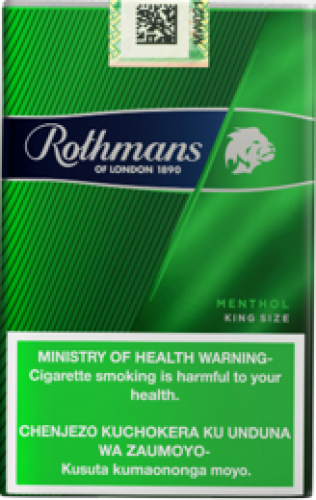 Rothmans
OF LONDON 1890
MENTHOL
KING SIZE
MINISTRY OF HEALTH WARNING-
Cigarette smoking is harmful to your
health.
CHENJEZO KUCHOKERA KU UNDUNA
WA ZAUMOYO-
Kusuta kumaononga moyo.